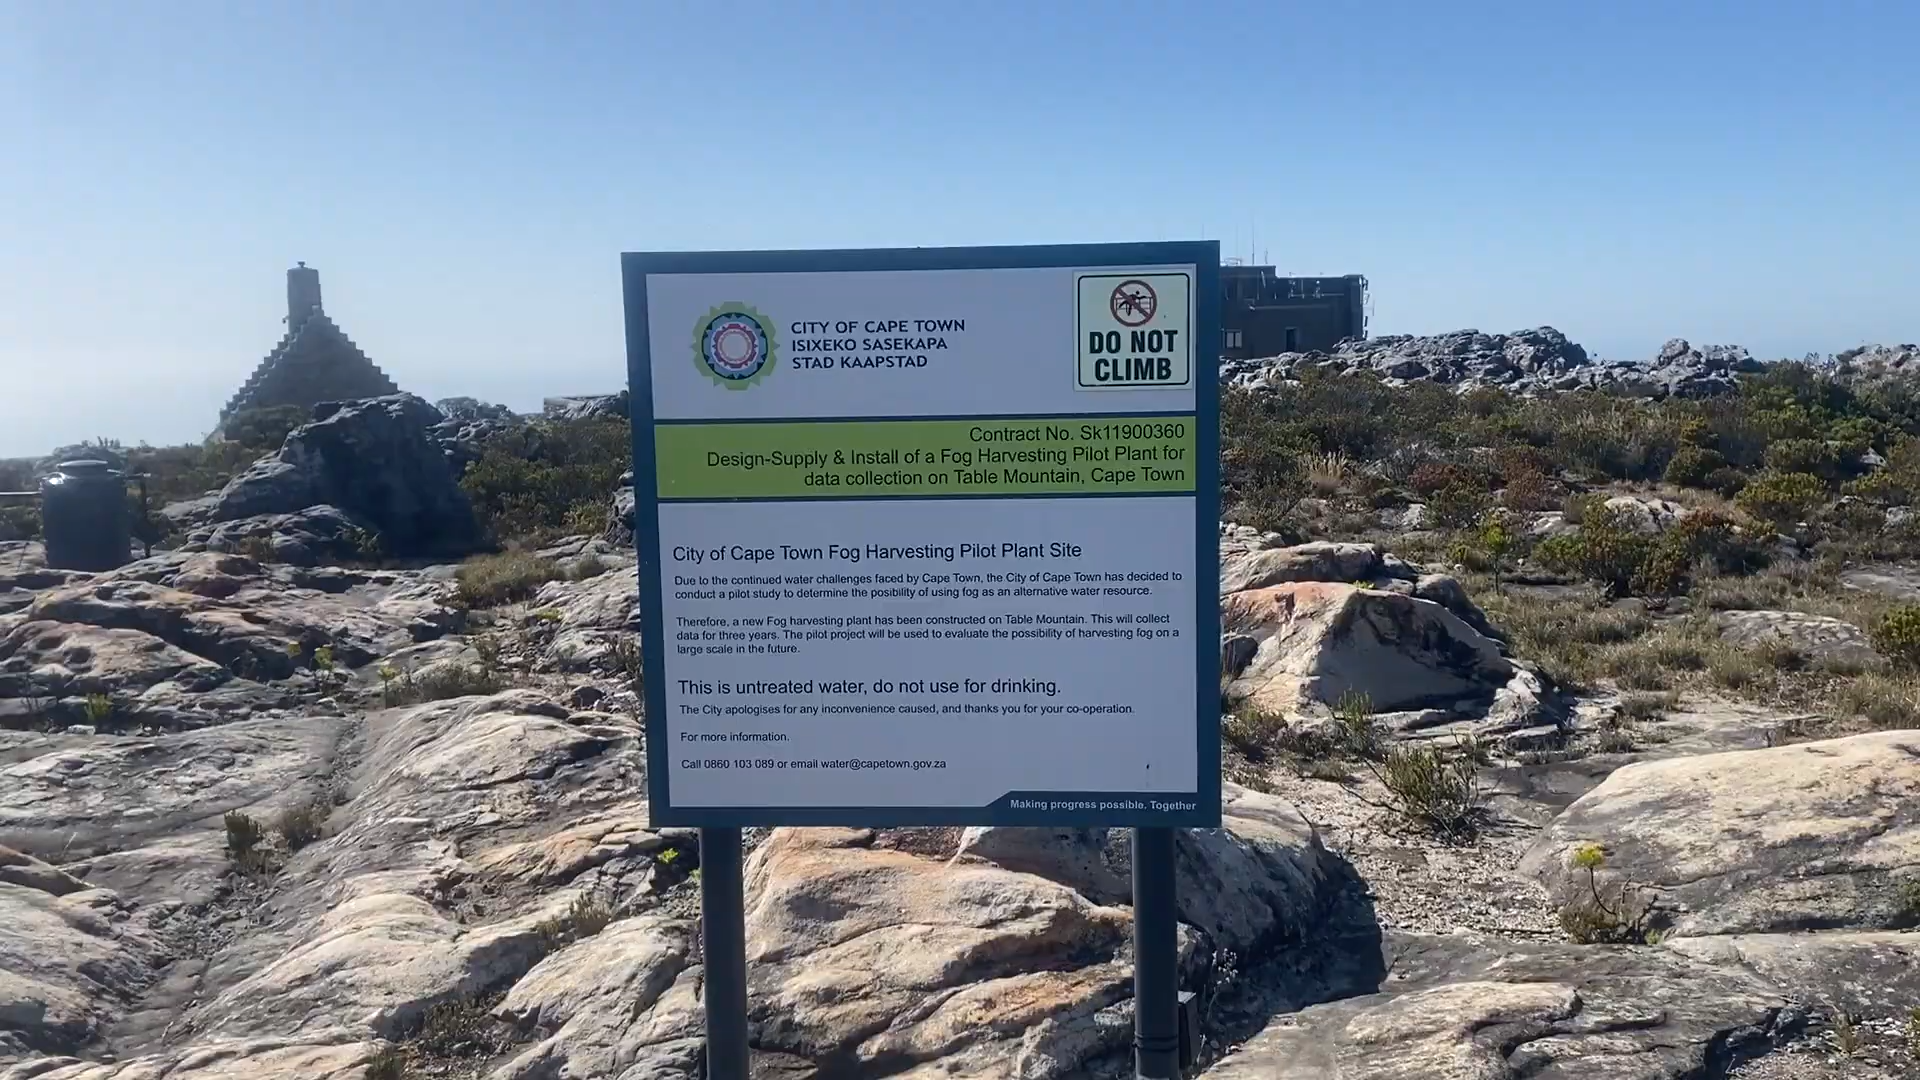 CITY OF CAPE TOWN
ISIXEKO SASEKAPA
STAD KAAPSTAD
DO NOT
CLIMB
Contract No. Sk11900360
Design-Supply & Install of a Fog Harvesting Pilot Plant for
data collection on Table Mountain, Cape Town
City of Cape Town Fog Harvesting Pilot Plant Site
Due to the continued water challenges faced by Cape Town, the City of Cape Town has decided to
conduct a pilot study to determine the posibility of using fog as an alternative water resource.
Therefore, a new Fog harvesting plant has been constructed on Table Mountain. This will collect
data for three years. The pilot project will be used to evaluate the possibility of harvesting fog on a
large scale in the future.
This is untreated water, do not use for drinking.
The City apologises for any inconvenience caused, and thanks you for your co-operation.
For more information.
Call 0860 103 089 or email water@capetown.gov.za
Making progress possible. Together